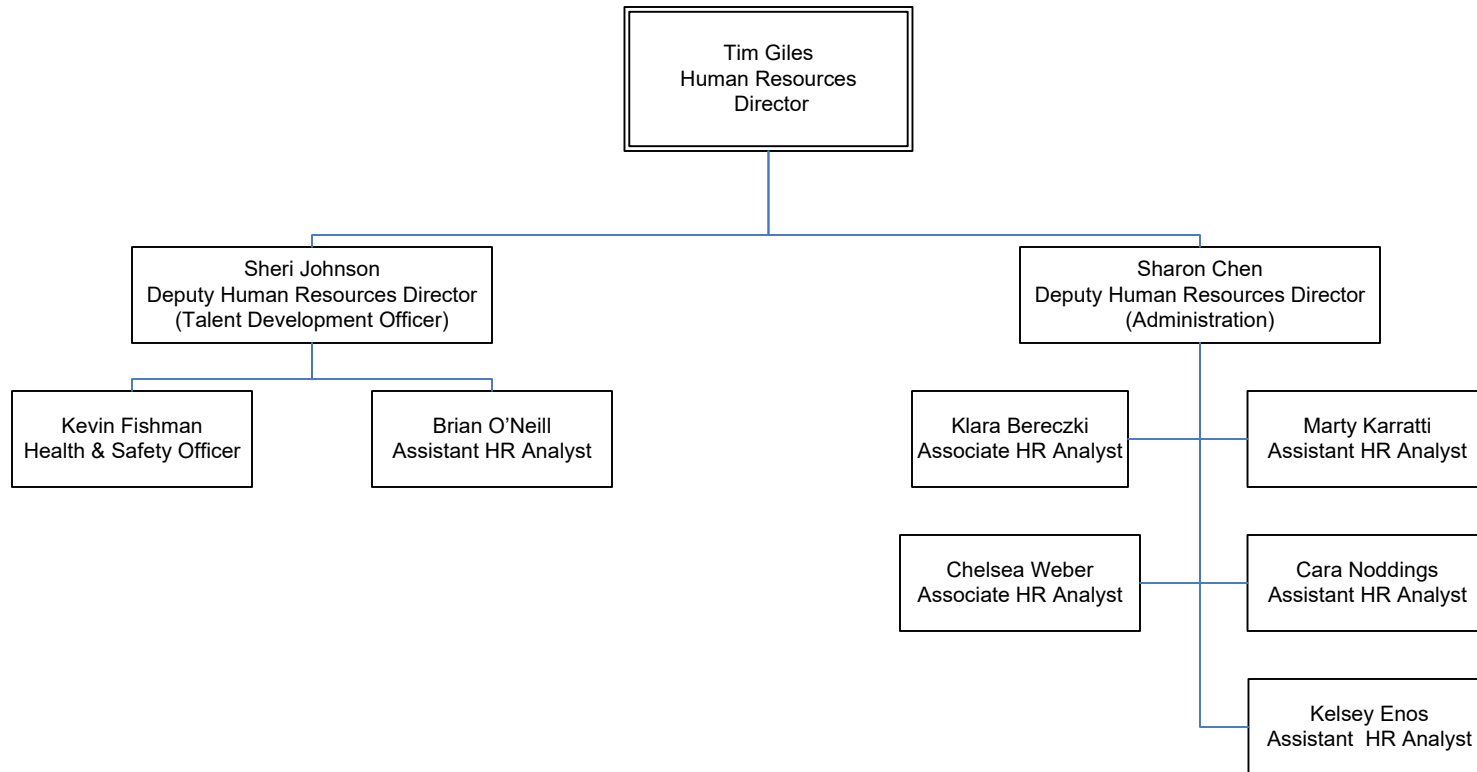 Tim Giles
Human Resources
Director
Sheri Johnson
Deputy Human Resources Director
(Talent Development Officer)
Sharon Chen
Deputy Human Resources Director
(Administration)
Kevin Fishman
Health & Safety Officer
Brian O’Neill
Assistant HR Analyst
Klara Bereczki
Associate HR Analyst
Marty Karratti
Assistant HR Analyst
Chelsea Weber
Associate HR Analyst
Cara Noddings
Assistant HR Analyst
Kelsey Enos
Assistant  HR Analyst